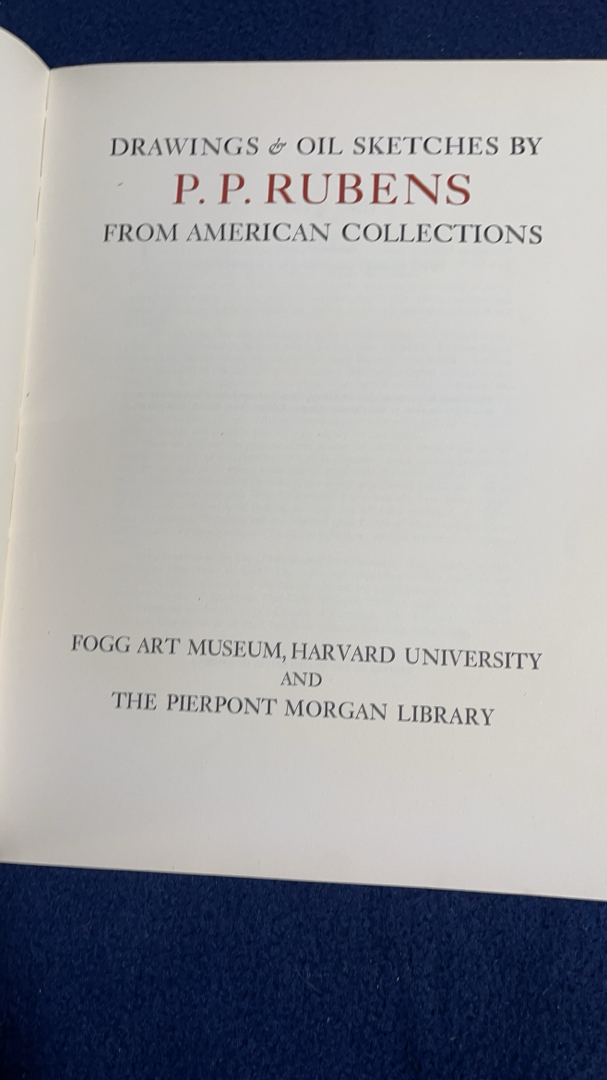 DRAWINGS & OIL SKETCHES BY
P. P. RUBENS
FROM AMERICAN COLLECTIONS
FOGG ART MUSEUM, HARVARD UNIVERSITY
AND
THE PIERPONT MORGAN LIBRARY